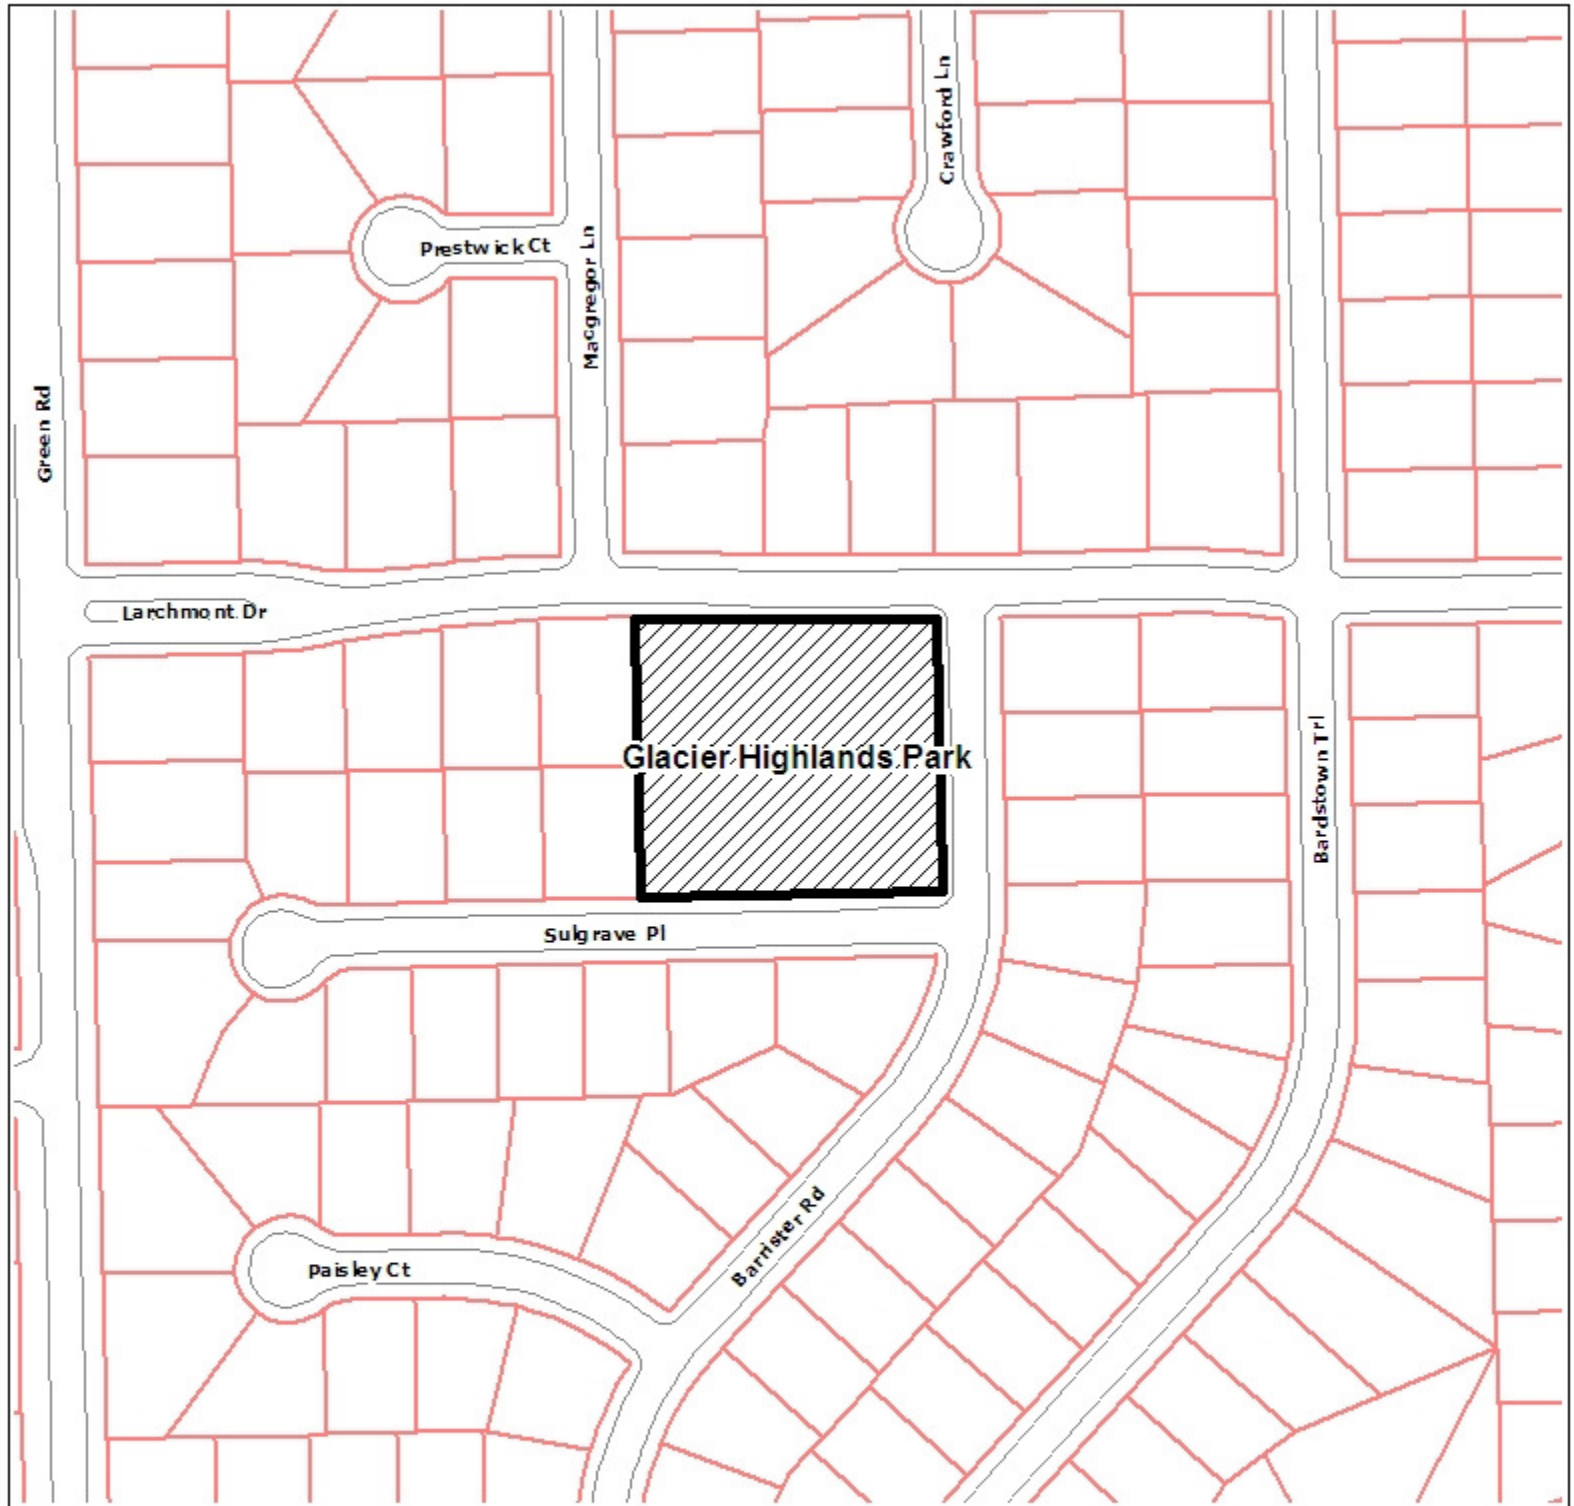 Crawford Ln
Prestwick Ct
Macgregor Ln
Green Rd
Larchmont Dr
Glacier Highlands Park
Bardstown Trl
Sulgrave Pl
Barrister Rd
Paisley Ct